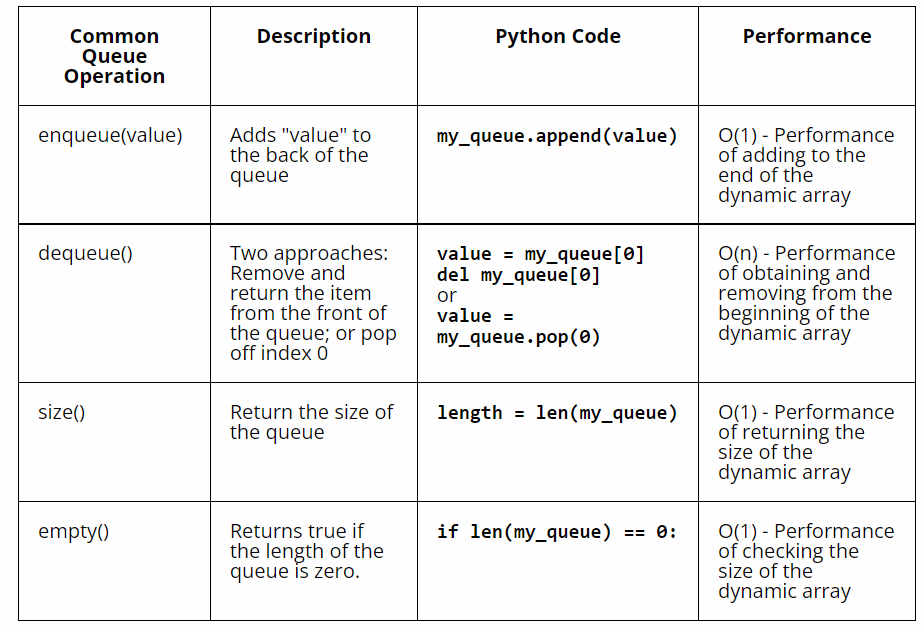 Common
Queue
Operation
Description
Python Code
Performance
enqueue(value)
Adds "value" to
the back of the
queue
my_queue.append(value)
O(1) - Performance
of adding to the
end of the
dynamic array
dequeue()
Two approaches:
Remove and
return the item
from the front of
the queue; or pop
off index 0
value = my_queue[0]
del my_queue[0]
or
value =
my_queue.pop(0)
O(n) - Performance
of obtaining and
removing from the
beginning of the
dynamic array
size()
Return the size of
the queue
length = len(my_queue)
O(1) - Performance
of returning the
size of the
dynamic array
empty()
Returns true if
the length of the
queue is zero.
if len(my_queue) == 0:
O(1) - Performance
of checking the
size of the
dynamic array